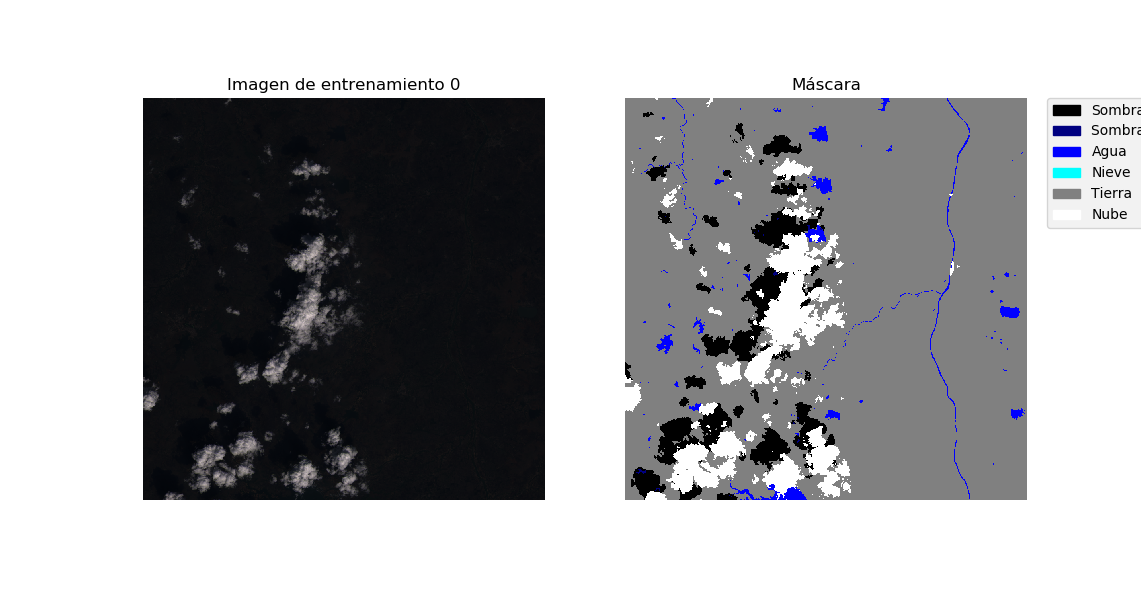 Imagen de entrenamiento 0
Máscara
Sombra
Sombra
Agua
Nieve
Tierra
Nube